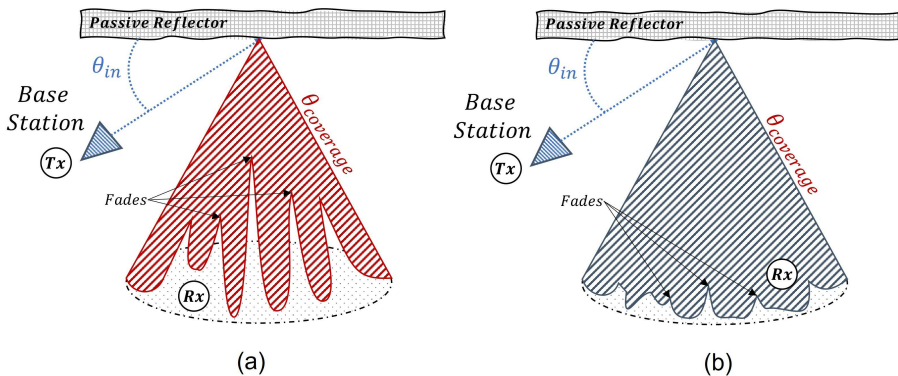 Passive Reflector
θin
Base
Station
Tx
θcoverage
Fades
Rx
(a)
Passive Reflector
θin
Base
Station
Tx
θcoverage
Fades
Rx
(b)